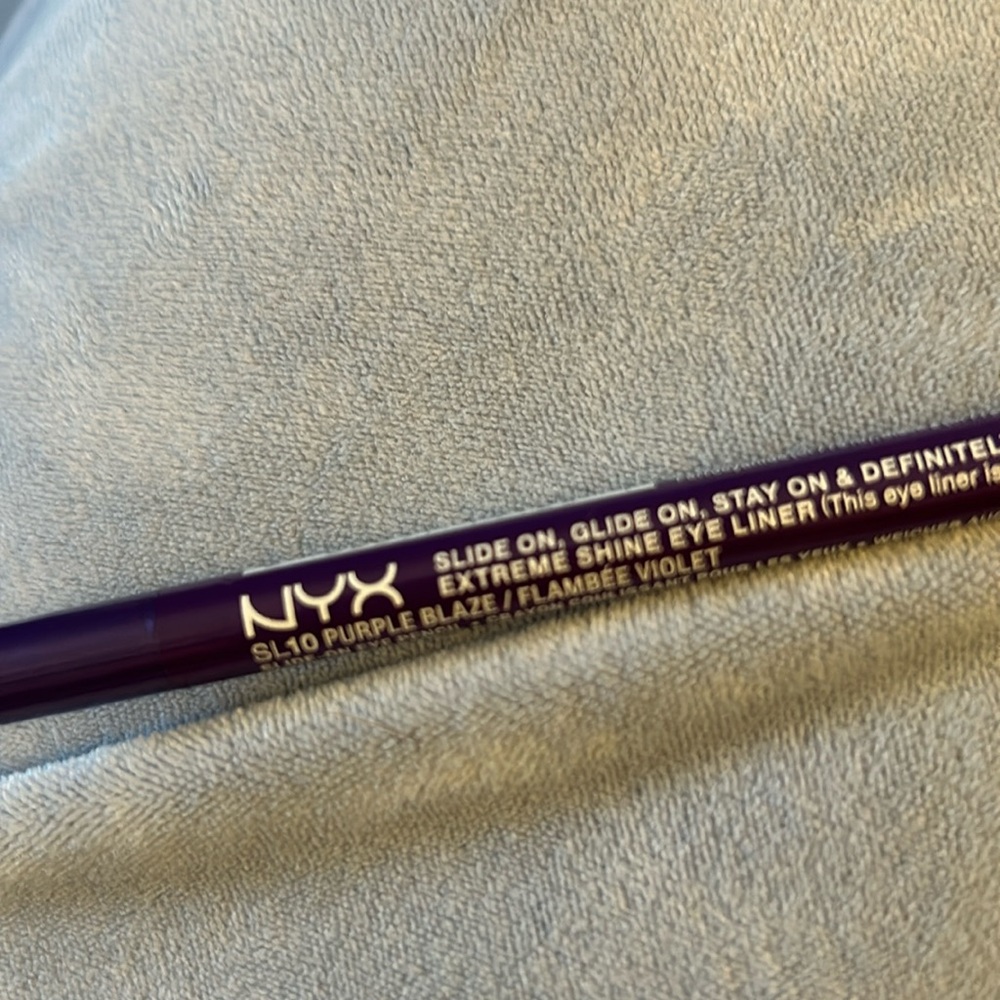 NYX
SLIDE ON, GLIDE ON, STAY ON & DEFINITEL
EXTREME SHINE EYE LINER (This eye liner is
SL10 PURPLE BLAZE / FLAMBÉE VIOLET